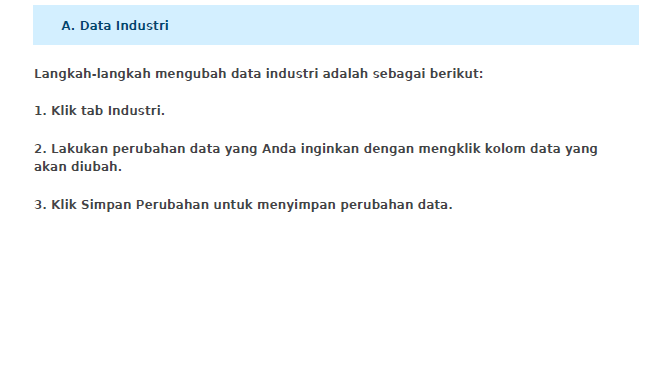 A. Data Industri
Langkah-langkah mengubah data industri adalah sebagai berikut:
1. Klik tab Industri.
2. Lakukan perubahan data yang Anda inginkan dengan mengklik kolom data yang
akan diubah.
3. Klik Simpan Perubahan untuk menyimpan perubahan data.